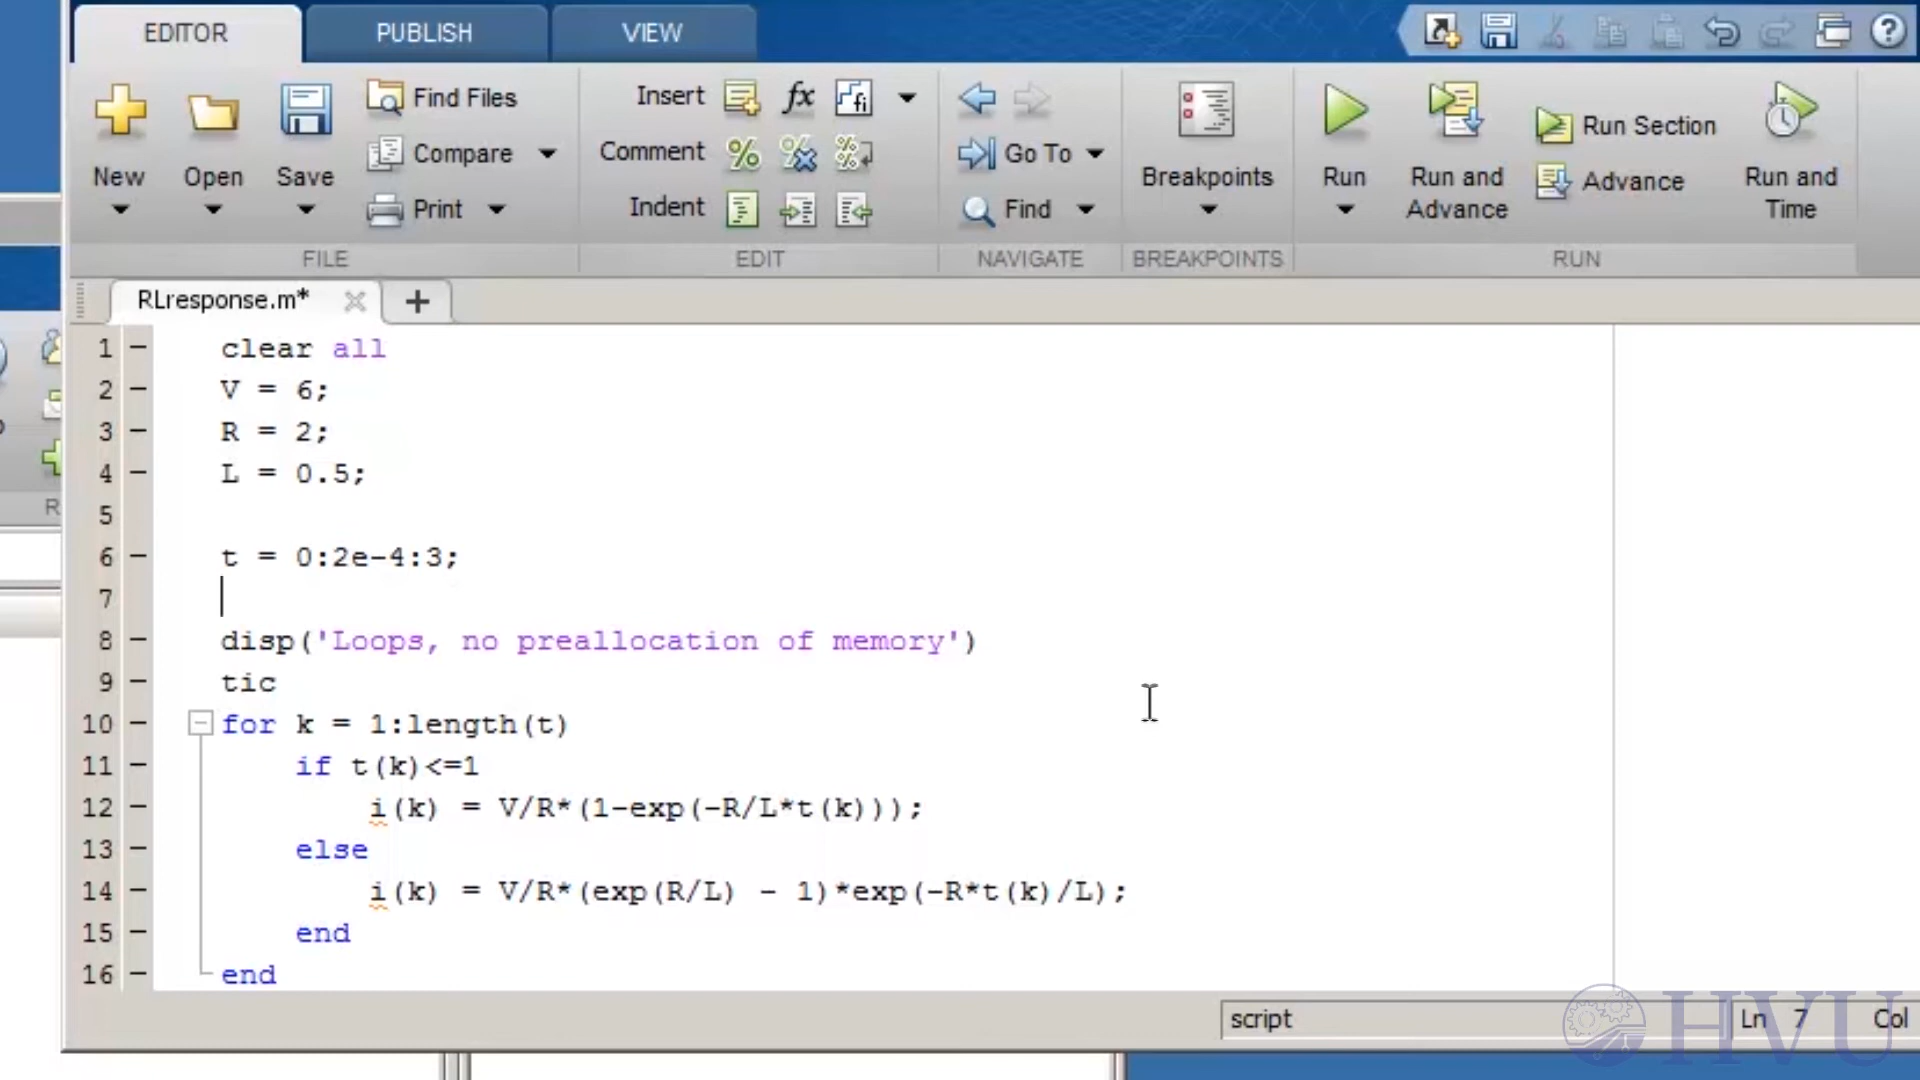 EDITOR PUBLISH VIEW
New Open Save Find Files Compare Print
Insert fx fi
Comment
Indent
Go To Find
Breakpoints
Run Run and Advance Run Section Advance Run and Time
FILE EDIT NAVIGATE BREAKPOINTS RUN
RLresponse.m*
1 clear all
2 V = 6;
3 R = 2;
4 L = 0.5;
5
6 t = 0:2e-4:3;
7
8 disp('Loops, no preallocation of memory')
9 tic
10 for k = 1:length(t)
11 if t(k)<=1
12 i(k) = V/R*(1-exp(-R/L*t(k)));
13 else
14 i(k) = V/R*(exp(R/L) - 1)*exp(-R*t(k)/L);
15 end
16 end
script Ln 7 Col
HVU